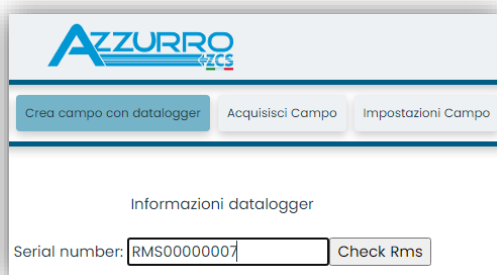 AZZURRO
ZCS
Crea campo con datalogger Acquisisci Campo Impostazioni Campo
Informazioni datalogger
Serial number: RMS00000007 Check Rms